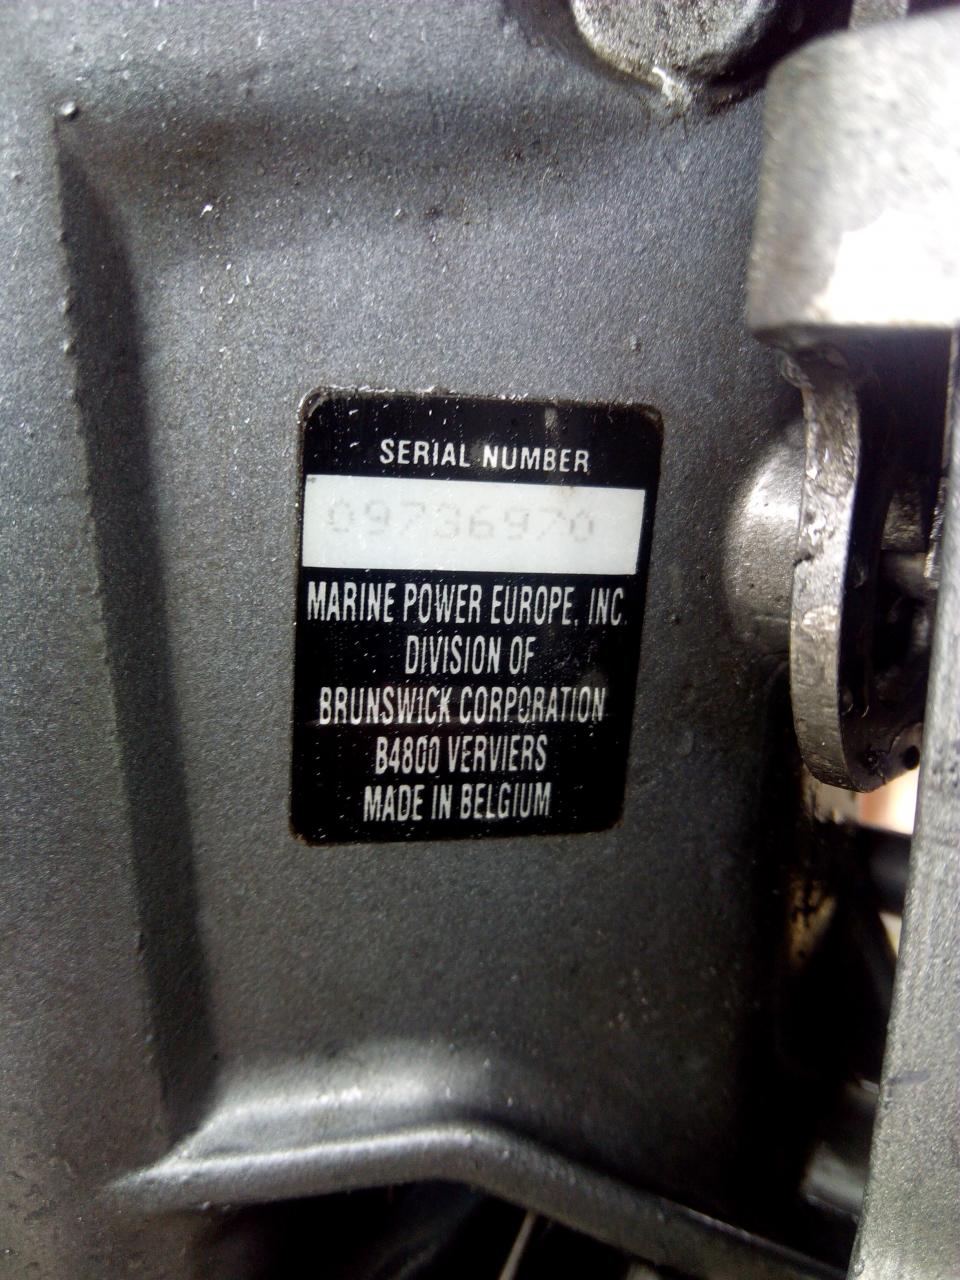 SERIAL NUMBER
09736970
MARINE POWER EUROPE, INC.
DIVISION OF
BRUNSWICK CORPORATION
B4800 VERVIERS
MADE IN BELGIUM